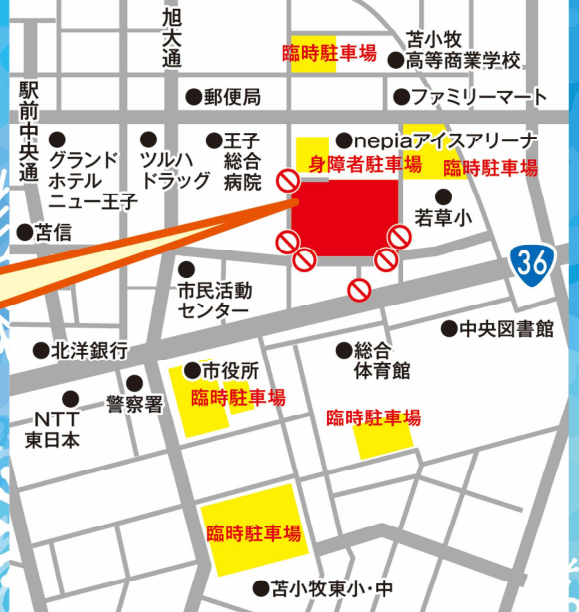 旭大通
臨時駐車場
苫小牧
高等商業学校
駅前中央通
郵便局
ファミリーマート
グランド
ホテル
ニュー王子
ツルハ
ドラッグ
王子
総合
病院
nepiaアイスアリーナ
身障者駐車場
臨時駐車場
若草小
苫信
36
市民活動
センター
中央図書館
北洋銀行
市役所
臨時駐車場
総合
体育館
警察署
NTT
東日本
臨時駐車場
臨時駐車場
苫小牧東小・中